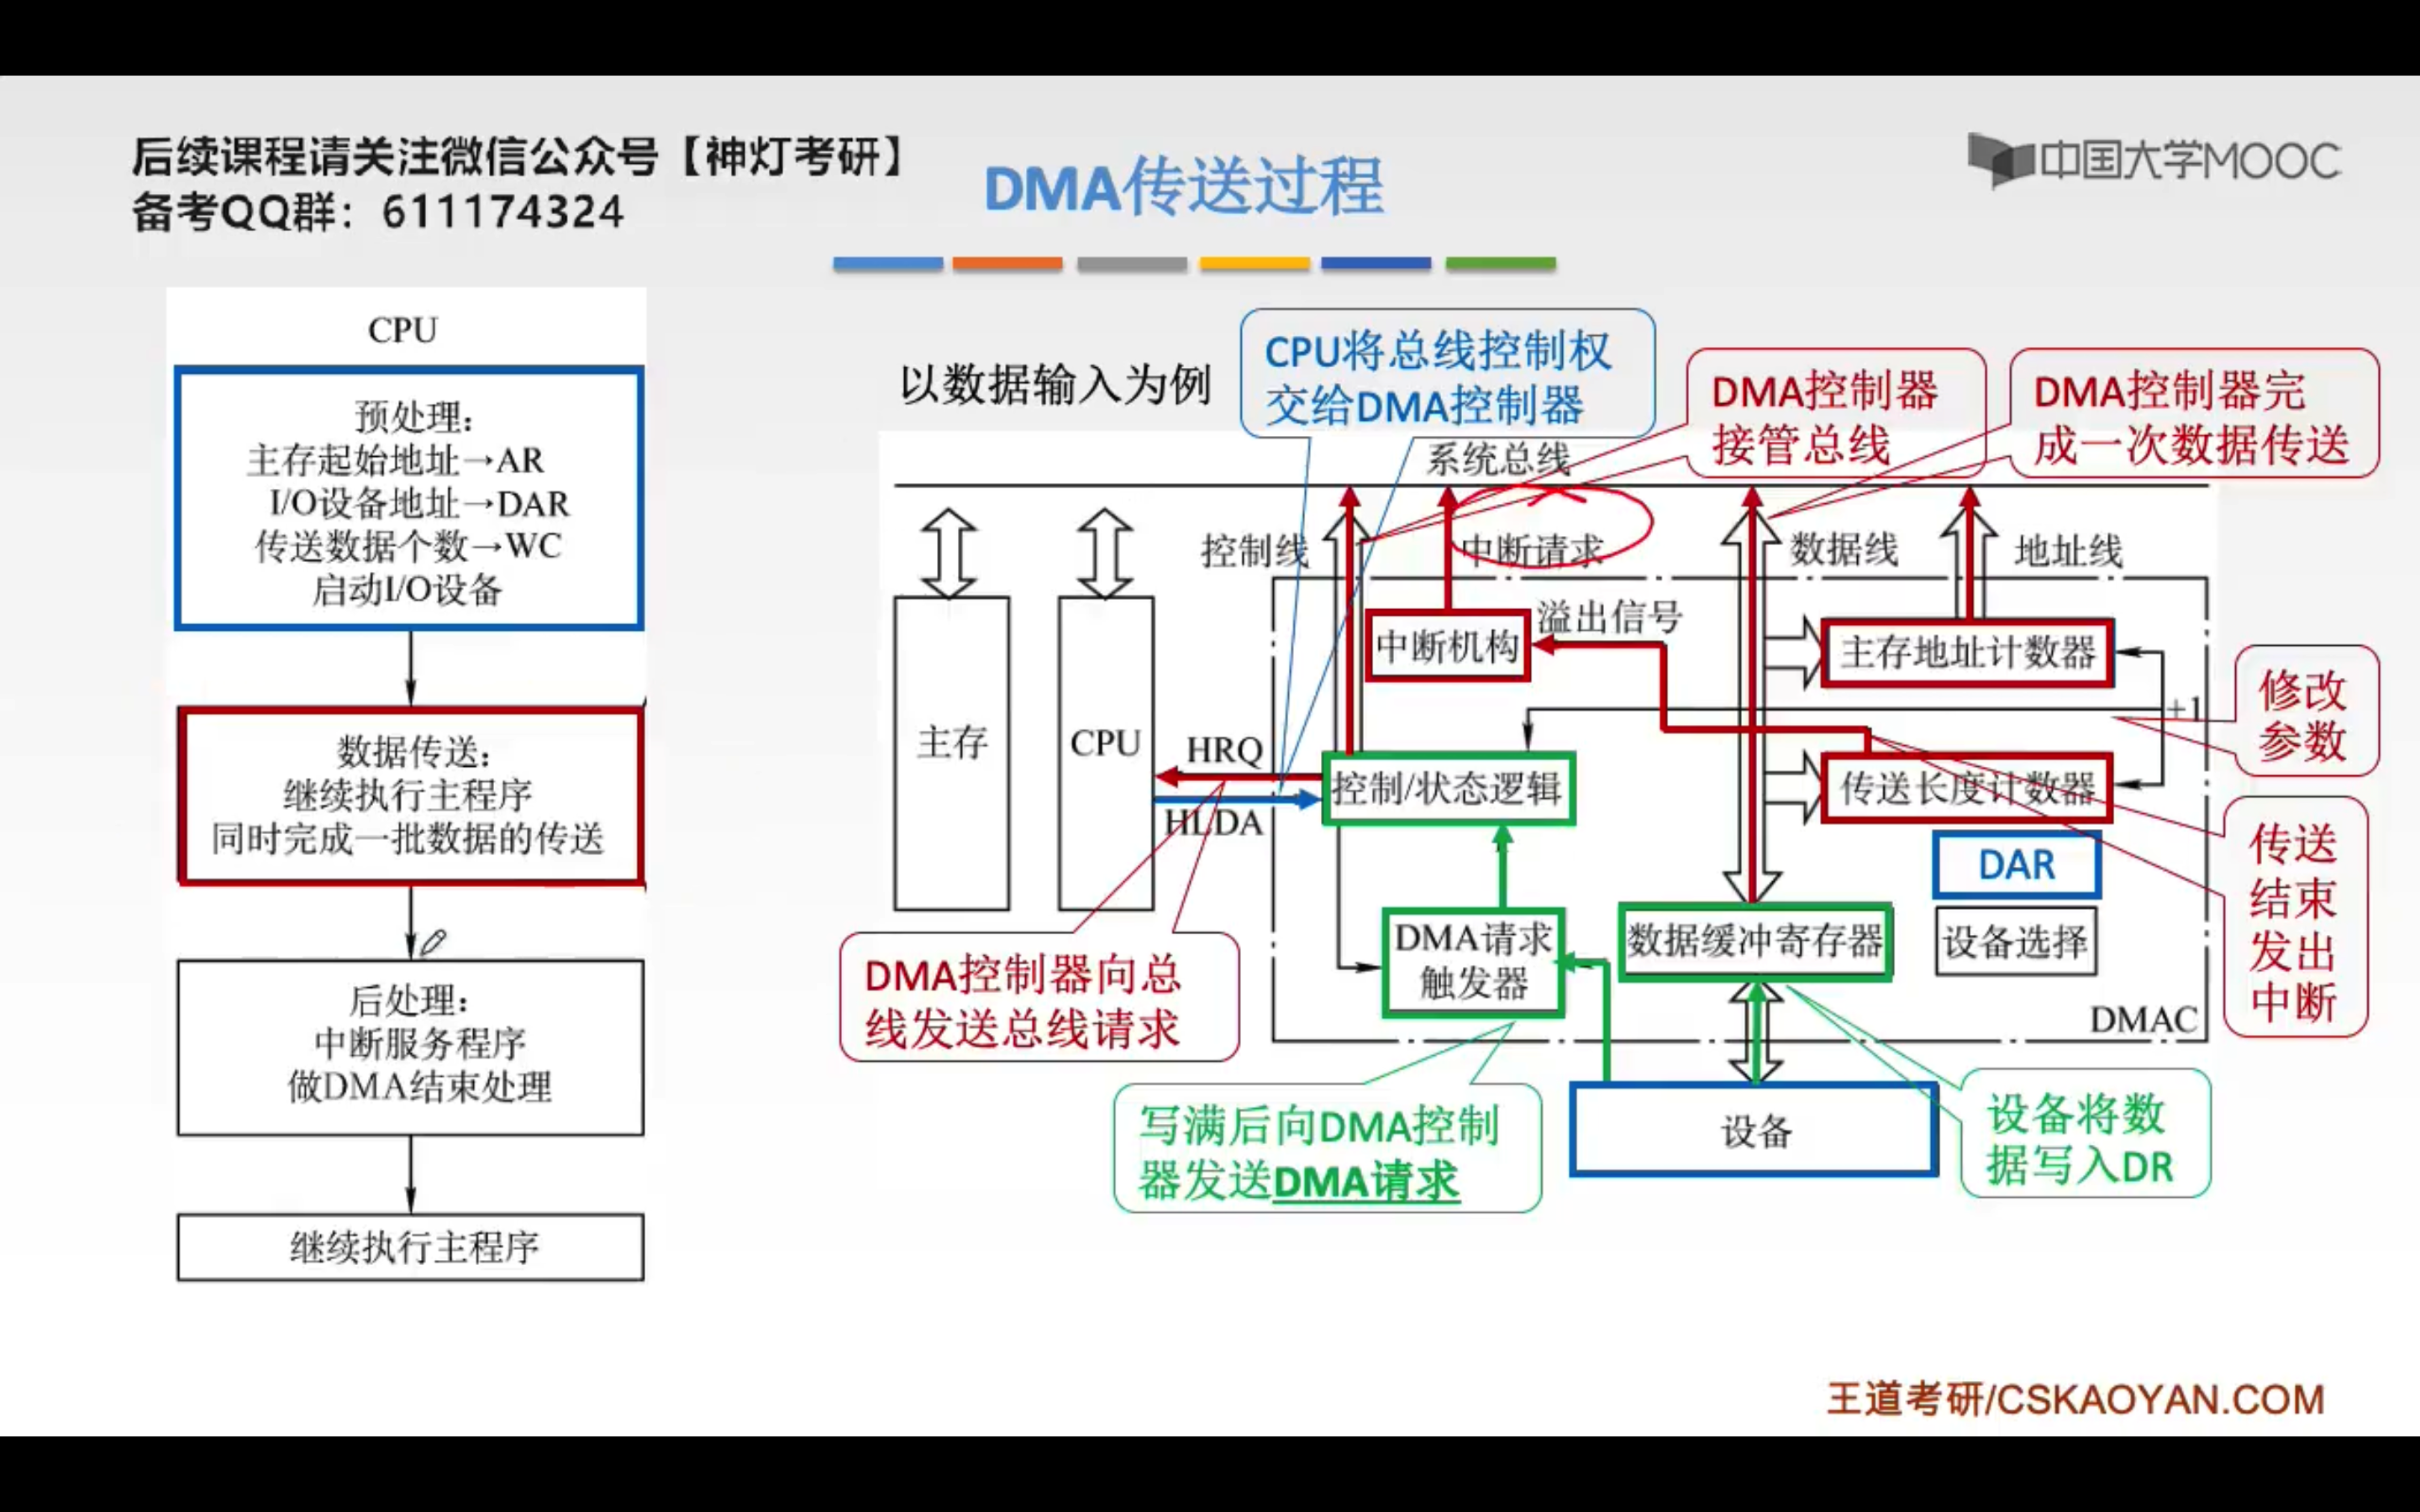 后续课程请关注微信公众号【神灯考研】
备考QQ群：611174324
DMA传送过程
中国大学MOOC
CPU
预处理：
主存起始地址→AR
I/O设备地址→DAR
传送数据个数→WC
启动I/O设备
数据传送：
继续执行主程序
同时完成一批数据的传送
后处理：
中断服务程序
做DMA结束处理
继续执行主程序
以数据输入为例
CPU将总线控制权
交给DMA控制器
DMA控制器
接管总线
DMA控制器完
成一次数据传送
系统总线
控制线
中断请求
数据线
地址线
主存
CPU
HRQ
HLDA
中断机构
溢出信号
主存地址计数器
+1
修改
参数
控制/状态逻辑
传送长度计数器
DAR
传送
结束
发出
中断
DMA请求
触发器
数据缓冲寄存器
设备选择
DMAC
DMA控制器向总
线发送总线请求
写满后向DMA控制
器发送DMA请求
设备
设备将数
据写入DR
王道考研/CSKAOYAN.COM